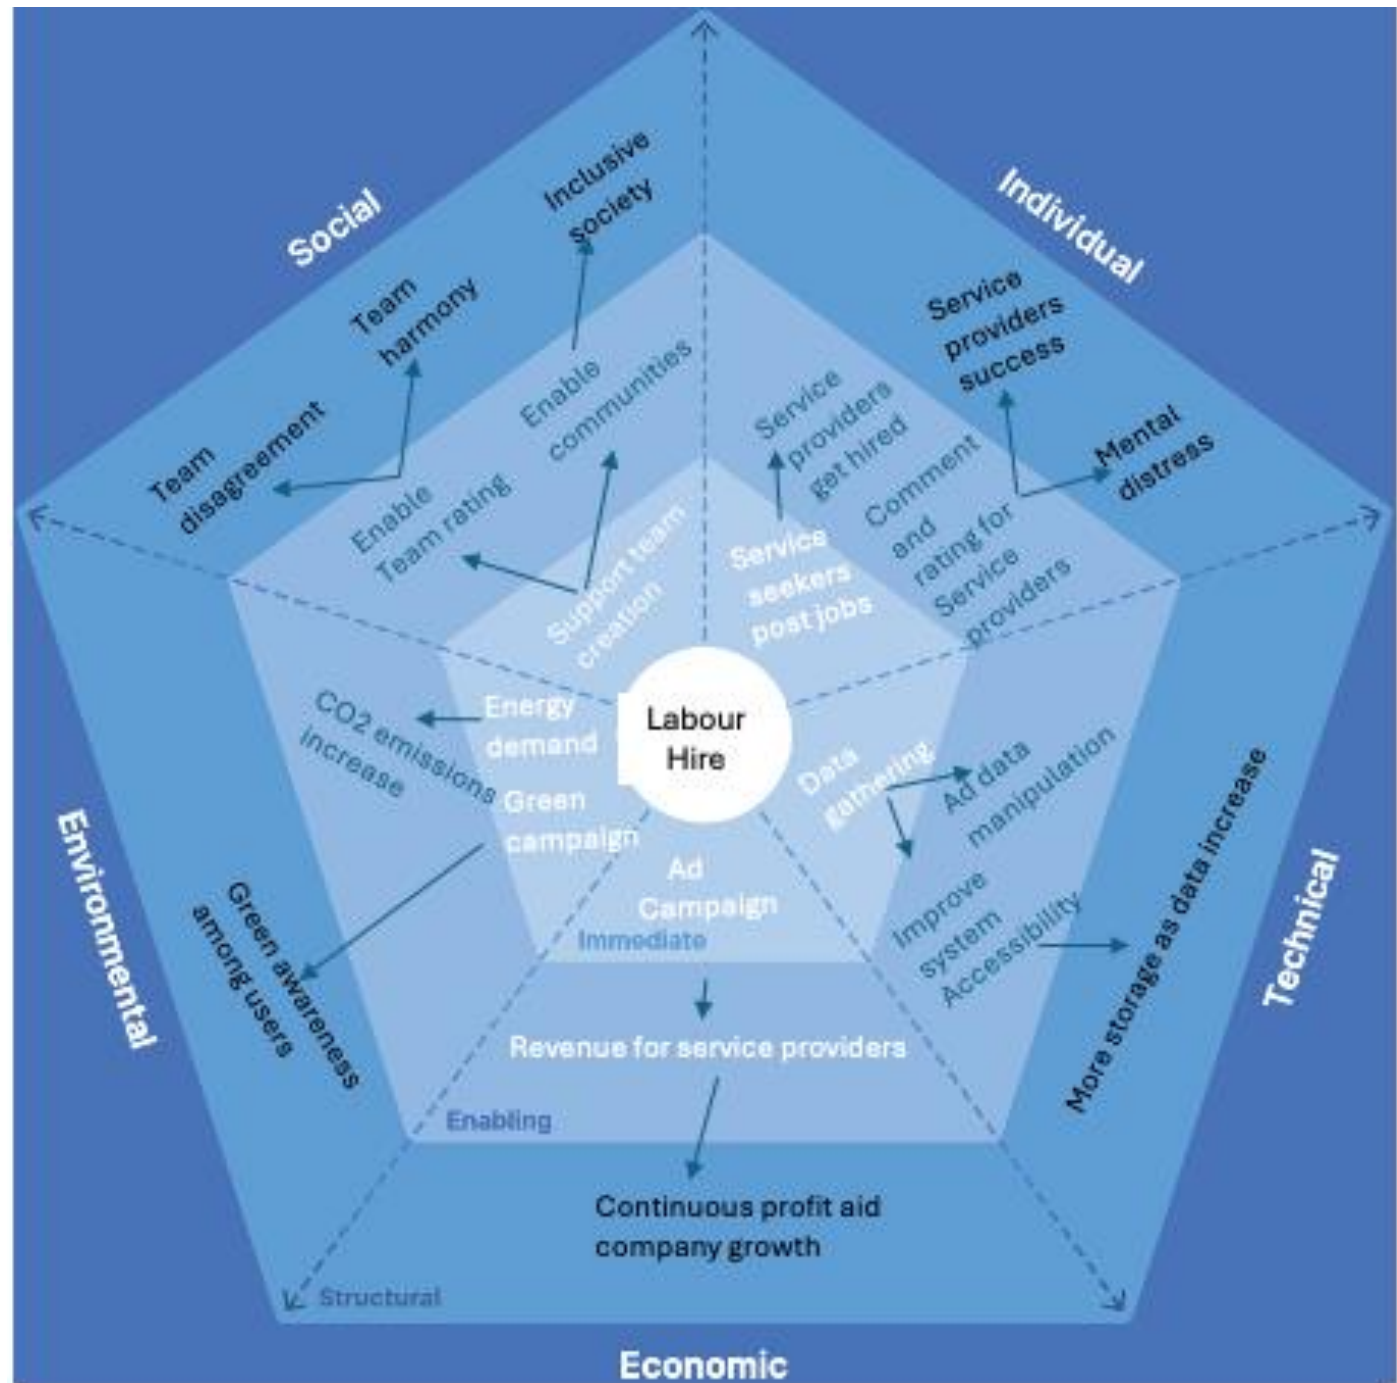 Social
Individual
Environmental
Technical
Economic
Labour
Hire
Immediate
Enabling
Structural
Inclusive
society
Team
harmony
Team
disagreement
Enable
communities
Enable
Team rating
Support team
creation
Service
providers
success
Mental
distress
Service
providers
get hired
Comment
and
rating for
Service
providers
Service
seekers
post jobs
Energy
demand
CO2 emissions
increase
Green
campaign
Green awareness
among users
Data
gathering
Ad data
manipulation
Improve
system
Accessibility
More storage as data increase
Ad
Campaign
Revenue for service providers
Continuous profit aid
company growth